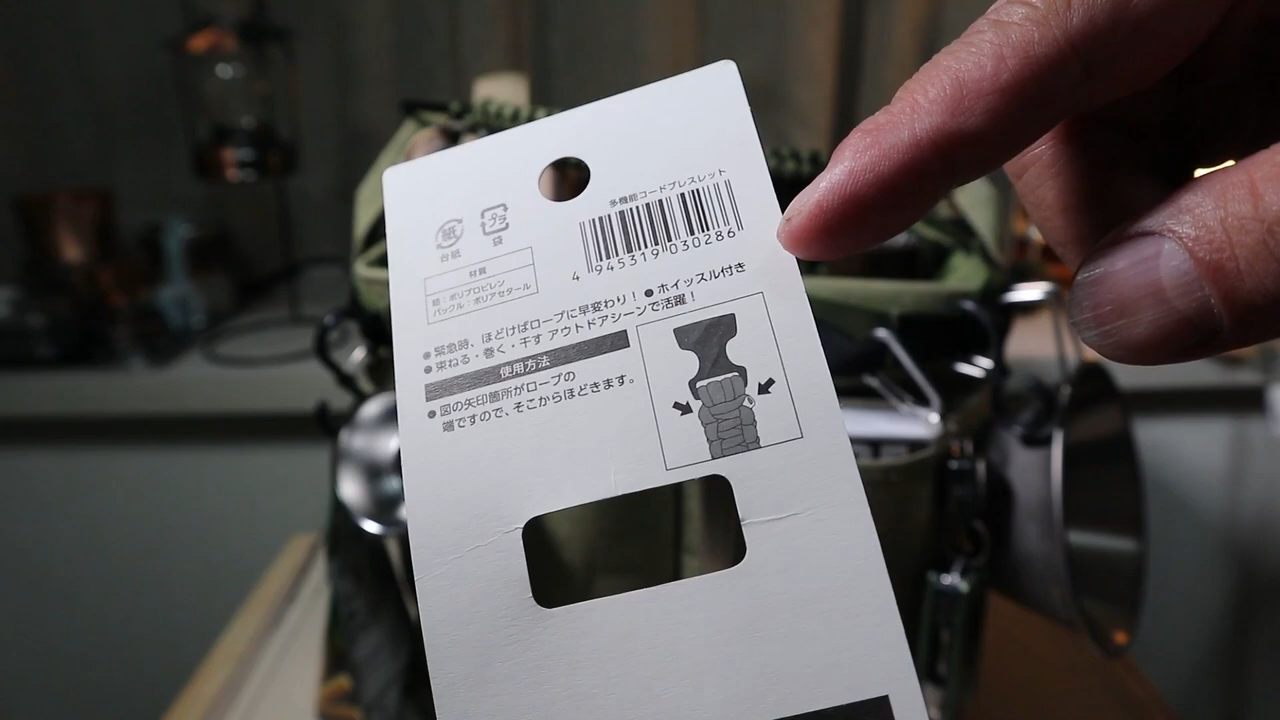 多機能コードブレスレット
紙
プラ
台紙
袋
4 945319 030286
材質
紐：ポリプロピレン
バックル：ポリアセタール
●緊急時、ほどけばロープに早変わり！ ●ホイッスル付き
●束ねる・巻く・干す アウトドアシーンで活躍！
使用方法
●図の矢印箇所がロープの
端ですので、そこからほどきます。